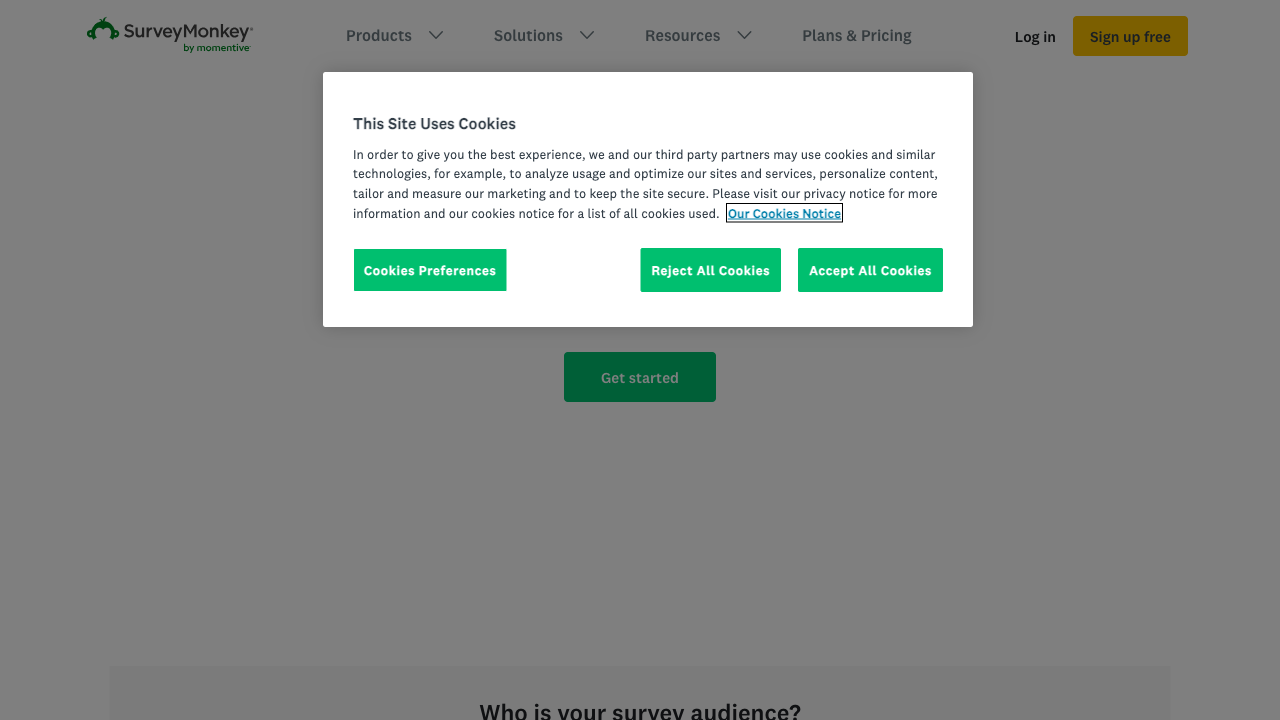 SurveyMonkey®
by momentive
Products
Solutions
Resources
Plans & Pricing
Log in
Sign up free
This Site Uses Cookies
In order to give you the best experience, we and our third party partners may use cookies and similar
technologies, for example, to analyze usage and optimize our sites and services, personalize content,
tailor and measure our marketing and to keep the site secure. Please visit our privacy notice for more
information and our cookies notice for a list of all cookies used. Our Cookies Notice
Cookies Preferences
Reject All Cookies
Accept All Cookies
Get started
Who is your survey audience?